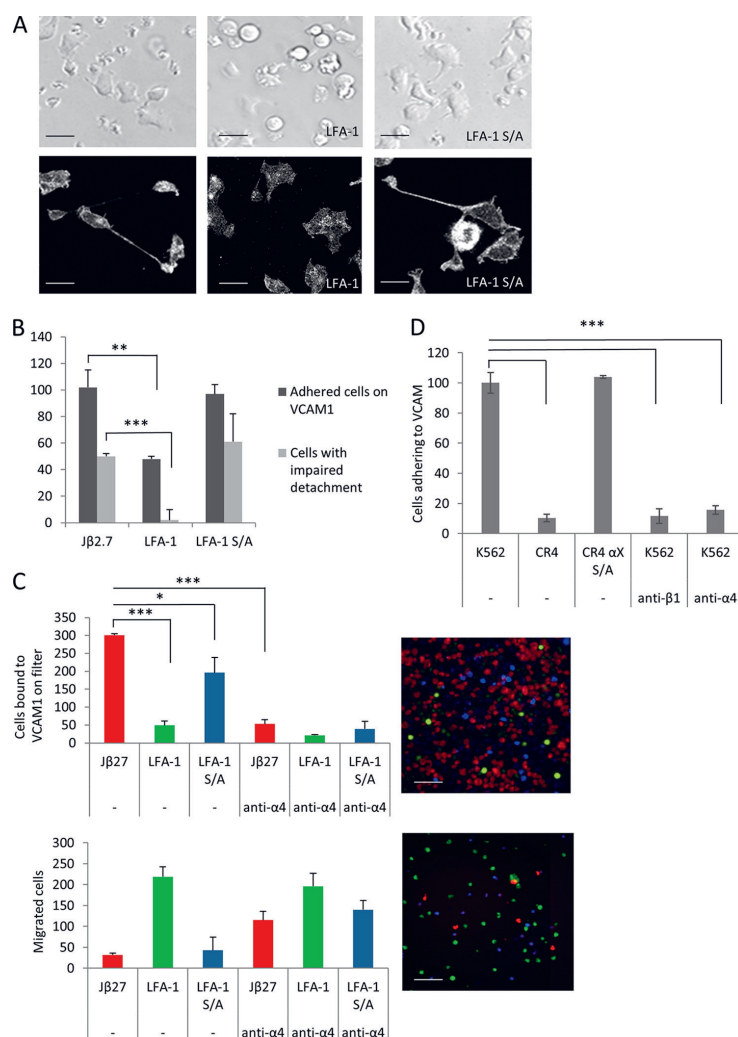 A
LFA-1
LFA-1 S/A
LFA-1
LFA-1 S/A
B
120
100
80
60
40
20
0
**
***
Jβ2.7
LFA-1
LFA-1 S/A
Adhered cells on
VCAM1
Cells with
impaired
detachment
D
***
Cells adhering to VCAM
120
100
80
60
40
20
0
K562
CR4
CR4 αX
S/A
K562
K562
-
-
-
anti-β1
anti-α4
C
***
*
***
Cells bound to
VCAM1 on filter
350
300
250
200
150
100
50
0
Jβ27
LFA-1
LFA-1
S/A
Jβ27
LFA-1
LFA-1
S/A
-
-
-
anti-α4
anti-α4
anti-α4
Migrated cells
300
250
200
150
100
50
0
Jβ27
LFA-1
LFA-1
S/A
Jβ27
LFA-1
LFA-1
S/A
-
-
-
anti-α4
anti-α4
anti-α4